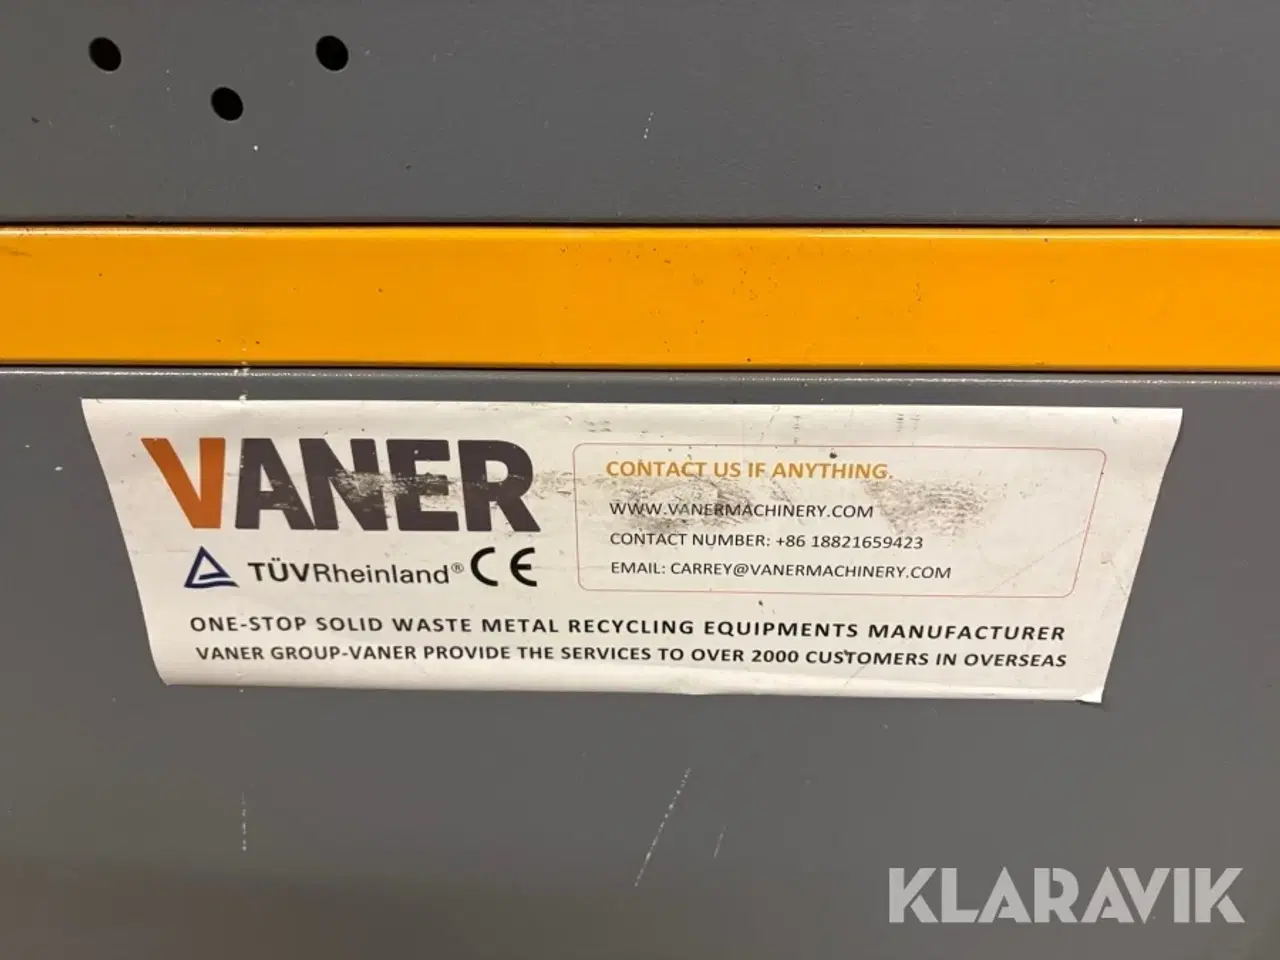 VANER
TÜVRheinland® CE
CONTACT US IF ANYTHING.
WWW.VANERMACHINERY.COM
CONTACT NUMBER: +86 18821659423
EMAIL: CARREY@VANERMACHINERY.COM
ONE-STOP SOLID WASTE METAL RECYCLING EQUIPMENTS MANUFACTURER
VANER GROUP-VANER PROVIDE THE SERVICES TO OVER 2000 CUSTOMERS IN OVERSEAS
KLARAVIK